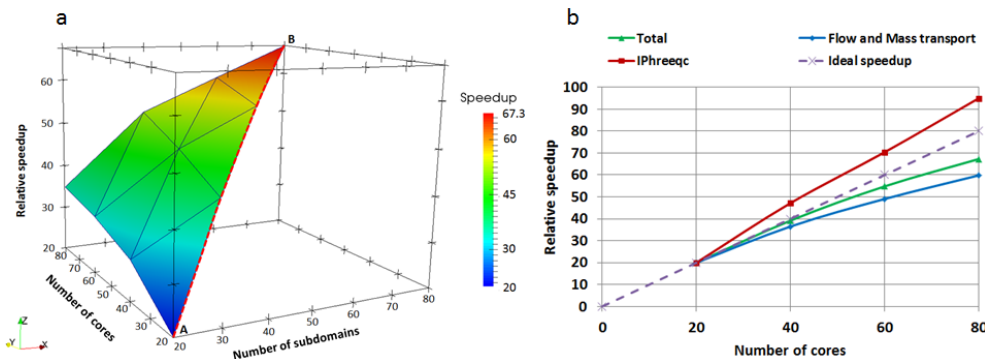 a
B
Relative speedup
60
50
40
30
20
80
70
60
50
40
30
20
Number of cores
A
20
30
40
50
60
70
80
Number of subdomains
Z
Y
X
Speedup
67.3
60
45
30
20
b
Total
Flow and Mass transport
IPhreeqc
Ideal speedup
Relative speedup
100
90
80
70
60
50
40
30
20
10
0
0
20
40
60
80
Number of cores